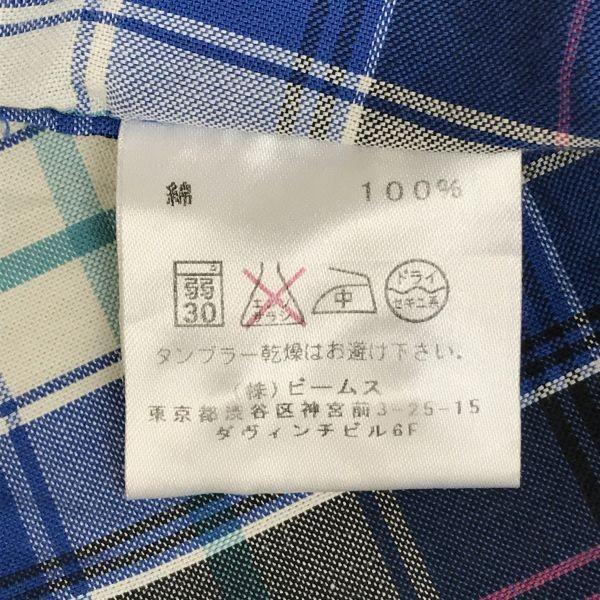 綿 100%
弱 30 エンソサラシ 中 ドライ セキユ系
タンブラー乾燥はお避け下さい。
(株)ビームス
東京都渋谷区神宮前3-25-15
ダヴィンチビル6F